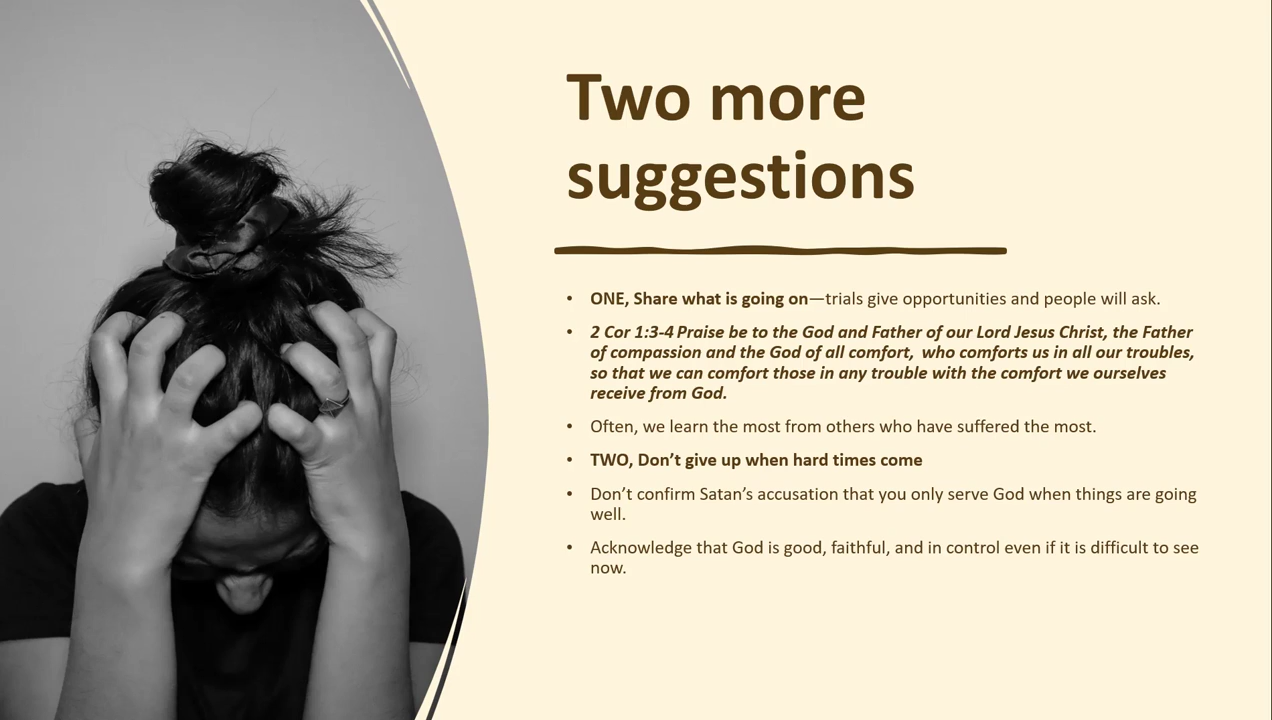 Two more
suggestions
• ONE, Share what is going on—trials give opportunities and people will ask.
• 2 Cor 1:3-4 Praise be to the God and Father of our Lord Jesus Christ, the Father
of compassion and the God of all comfort,  who comforts us in all our troubles,
so that we can comfort those in any trouble with the comfort we ourselves
receive from God.
• Often, we learn the most from others who have suffered the most.
• TWO, Don’t give up when hard times come
• Don’t confirm Satan’s accusation that you only serve God when things are going
well.
• Acknowledge that God is good, faithful, and in control even if it is difficult to see
now.